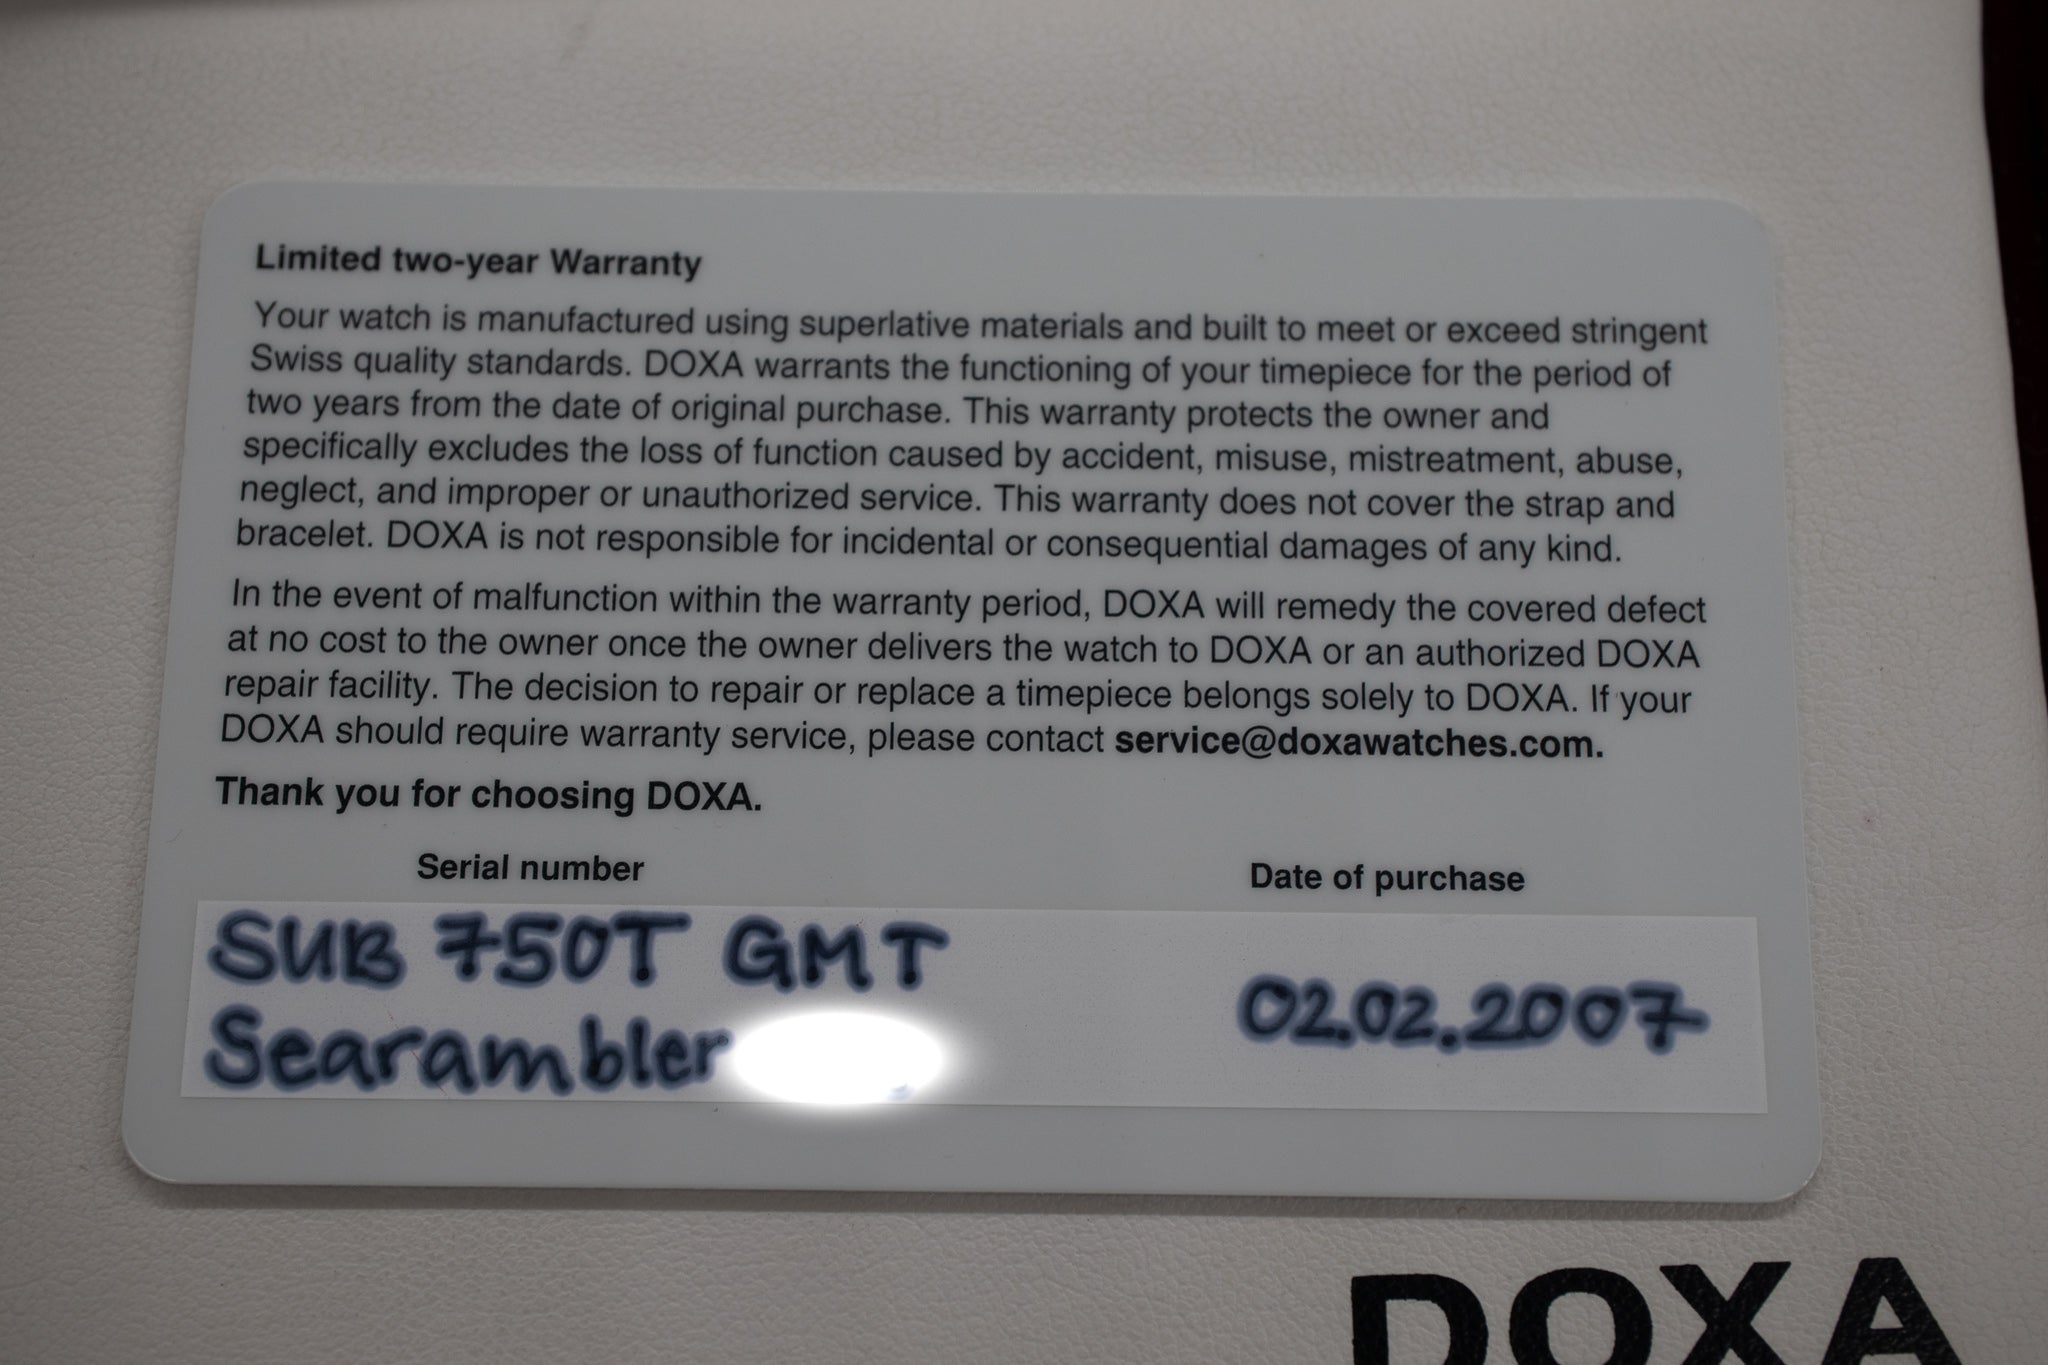 Limited two-year Warranty
Your watch is manufactured using superlative materials and built to meet or exceed stringent
Swiss quality standards. DOXA warrants the functioning of your timepiece for the period of
two years from the date of original purchase. This warranty protects the owner and
specifically excludes the loss of function caused by accident, misuse, mistreatment, abuse,
neglect, and improper or unauthorized service. This warranty does not cover the strap and
bracelet. DOXA is not responsible for incidental or consequential damages of any kind.
In the event of malfunction within the warranty period, DOXA will remedy the covered defect
at no cost to the owner once the owner delivers the watch to DOXA or an authorized DOXA
repair facility. The decision to repair or replace a timepiece belongs solely to DOXA. If your
DOXA should require warranty service, please contact service@doxawatches.com.
Thank you for choosing DOXA.
Serial number
Date of purchase
SUB 750T GMT
Searambler
02.02.2007
DOXA